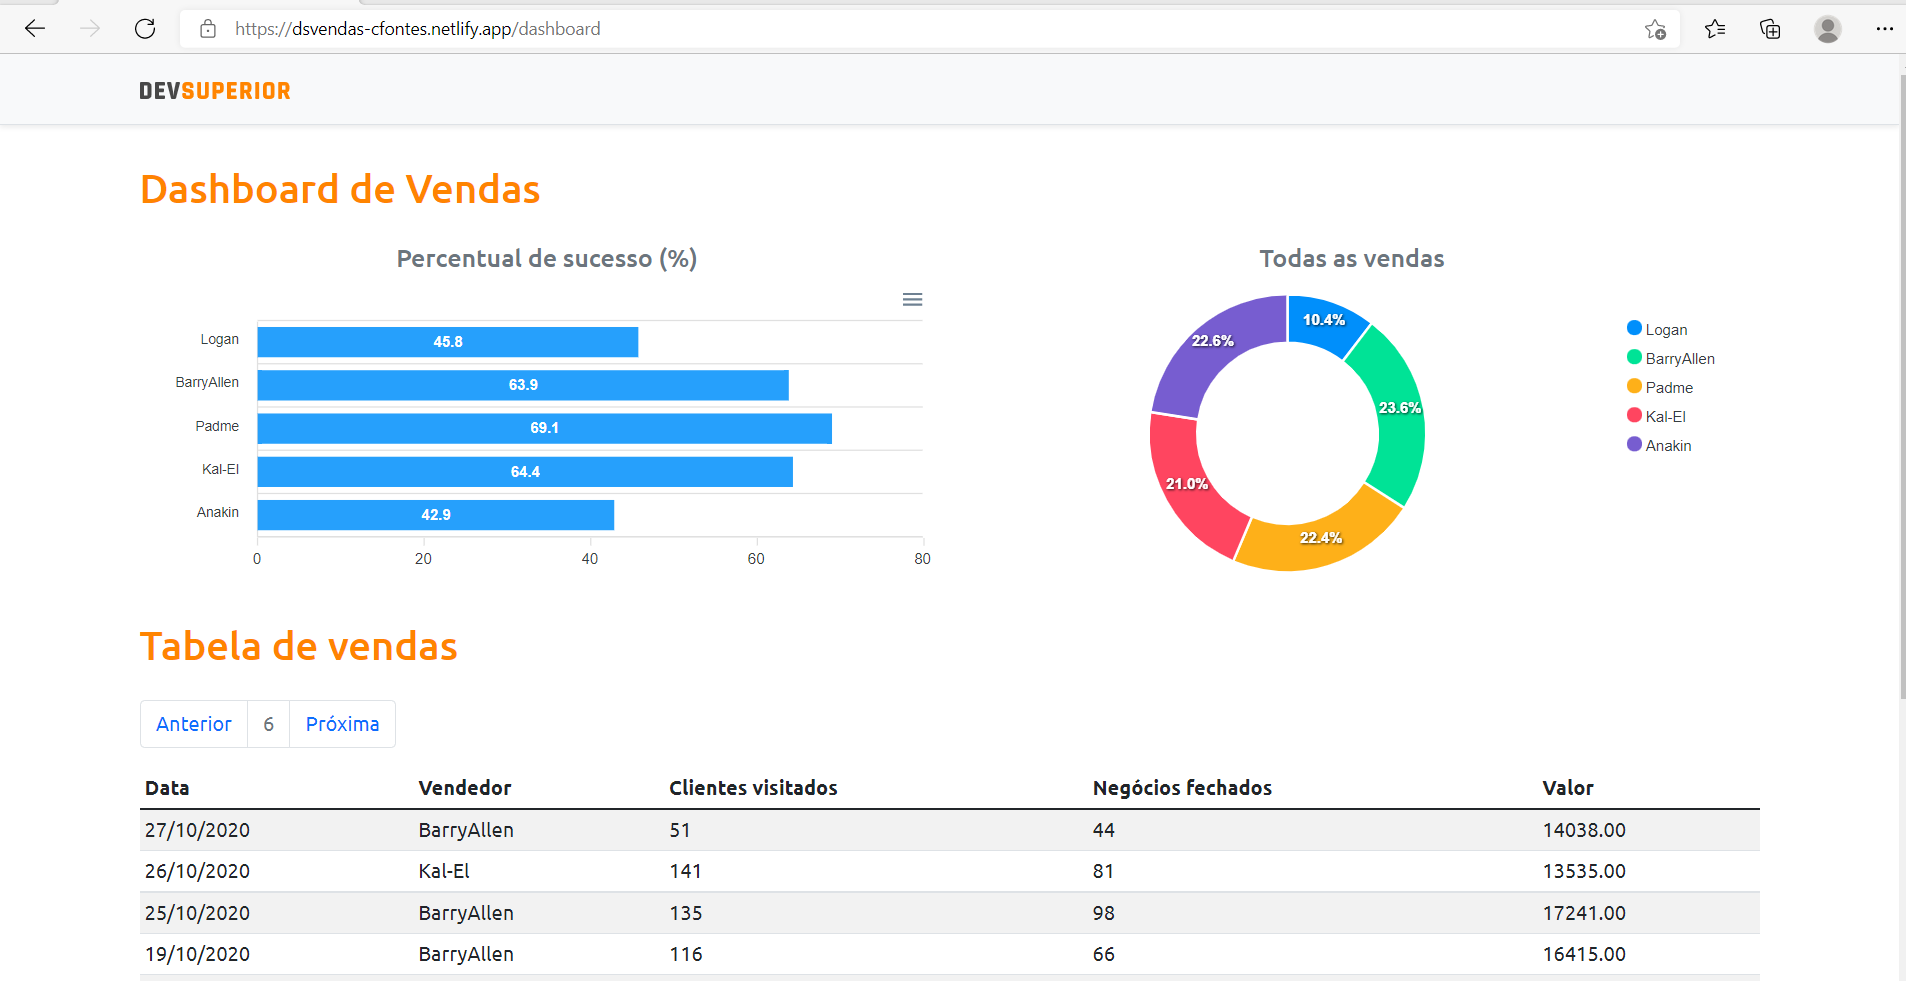 https://dsvendas-cfontes.netlify.app/dashboard
DEVSUPERIOR
Dashboard de Vendas
Percentual de sucesso (%)
Logan 45.8
BarryAllen 63.9
Padme 69.1
Kal-El 64.4
Anakin 42.9
0 20 40 60 80
Todas as vendas
10.4%
23.6%
22.4%
21.0%
22.6%
Logan
BarryAllen
Padme
Kal-El
Anakin
Tabela de vendas
Anterior 6 Próxima
Data Vendedor Clientes visitados Negócios fechados Valor
27/10/2020 BarryAllen 51 44 14038.00
26/10/2020 Kal-El 141 81 13535.00
25/10/2020 BarryAllen 135 98 17241.00
19/10/2020 BarryAllen 116 66 16415.00